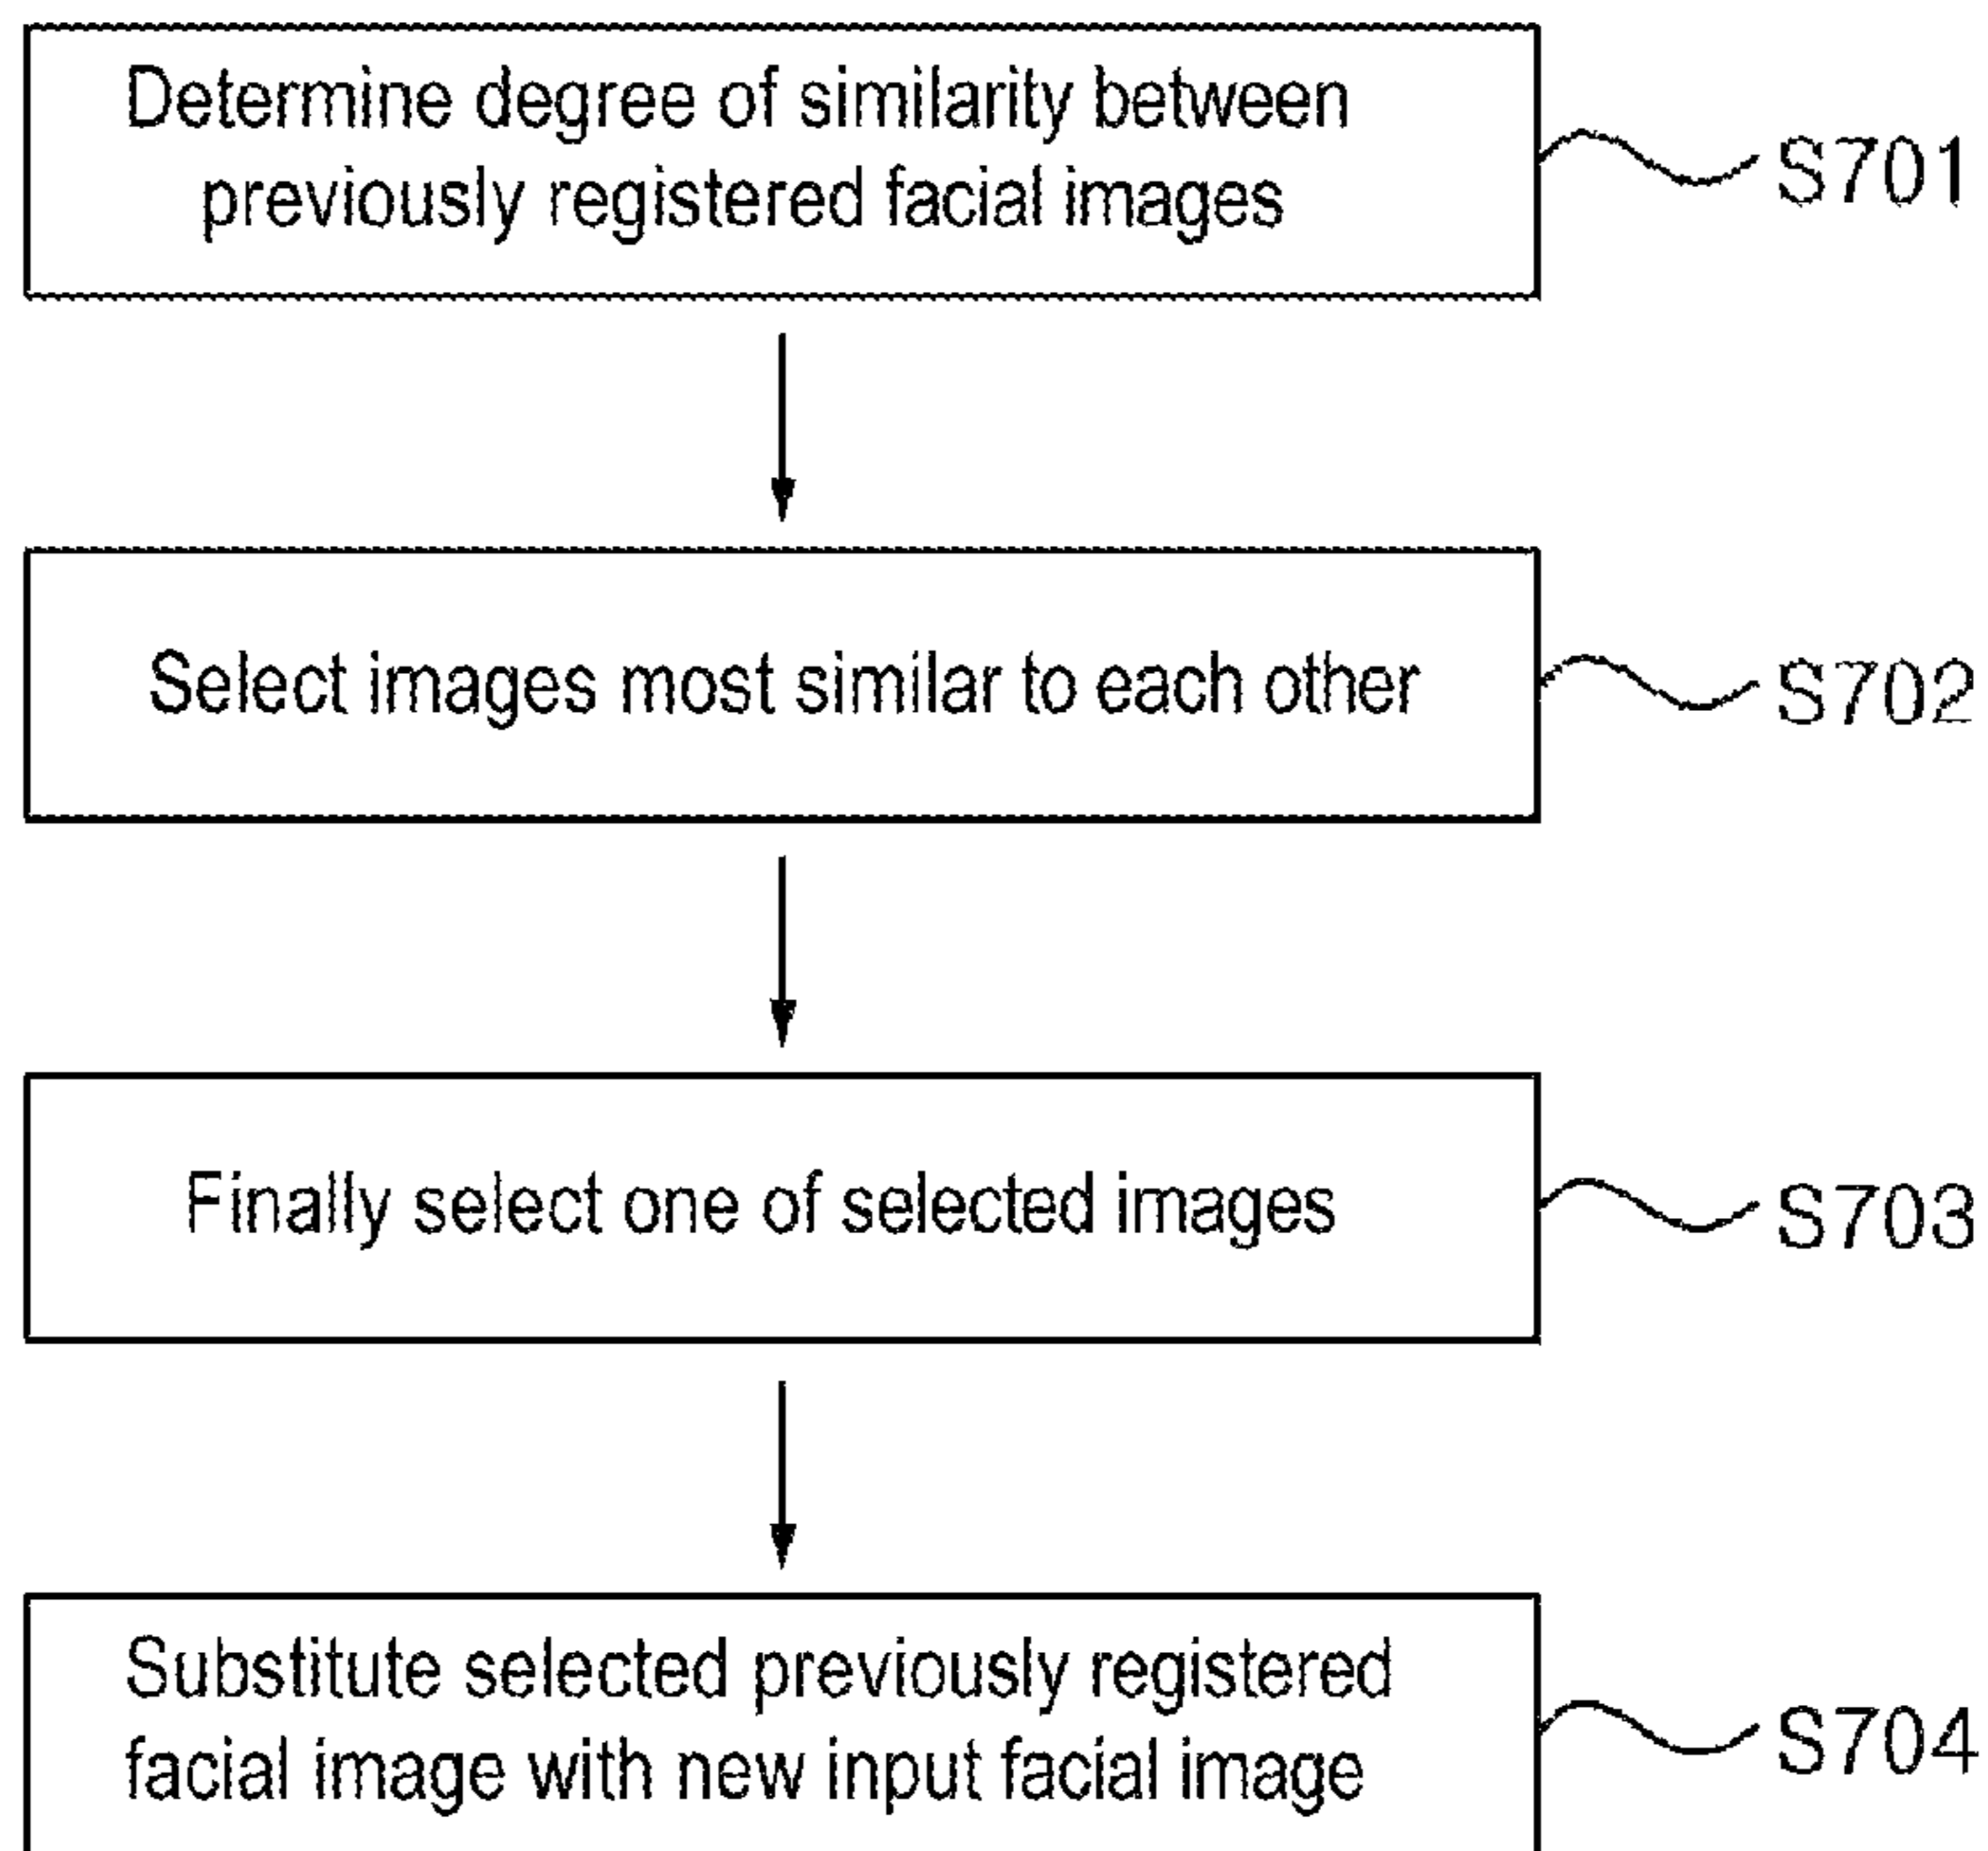 Determine degree of similarity between
previously registered facial images
S701
Select images most similar to each other
S702
Finally select one of selected images
S703
Substitute selected previously registered
facial image with new input facial image
S704